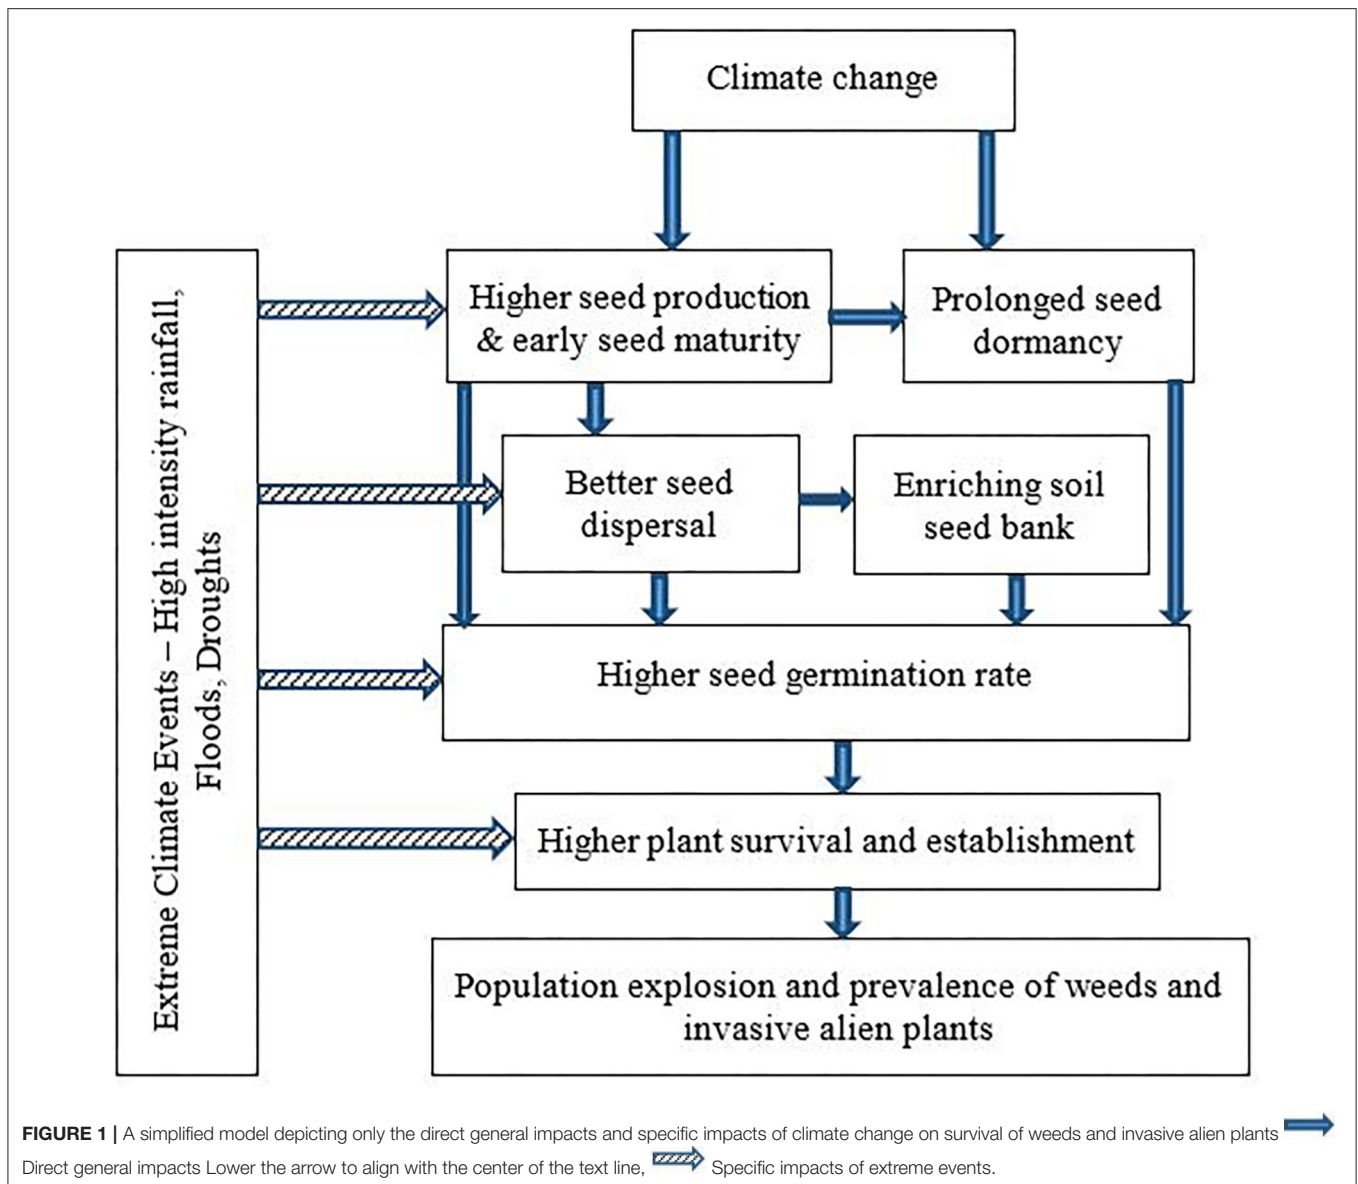 Climate change
Higher seed production
& early seed maturity
Prolonged seed
dormancy
Extreme Climate Events – High intensity rainfall,
Floods, Droughts
Better seed
dispersal
Enriching soil
seed bank
Higher seed germination rate
Higher plant survival and establishment
Population explosion and prevalence of weeds and
invasive alien plants
FIGURE 1 | A simplified model depicting only the direct general impacts and specific impacts of climate change on survival of weeds and invasive alien plants
Direct general impacts Lower the arrow to align with the center of the text line, Specific impacts of extreme events.